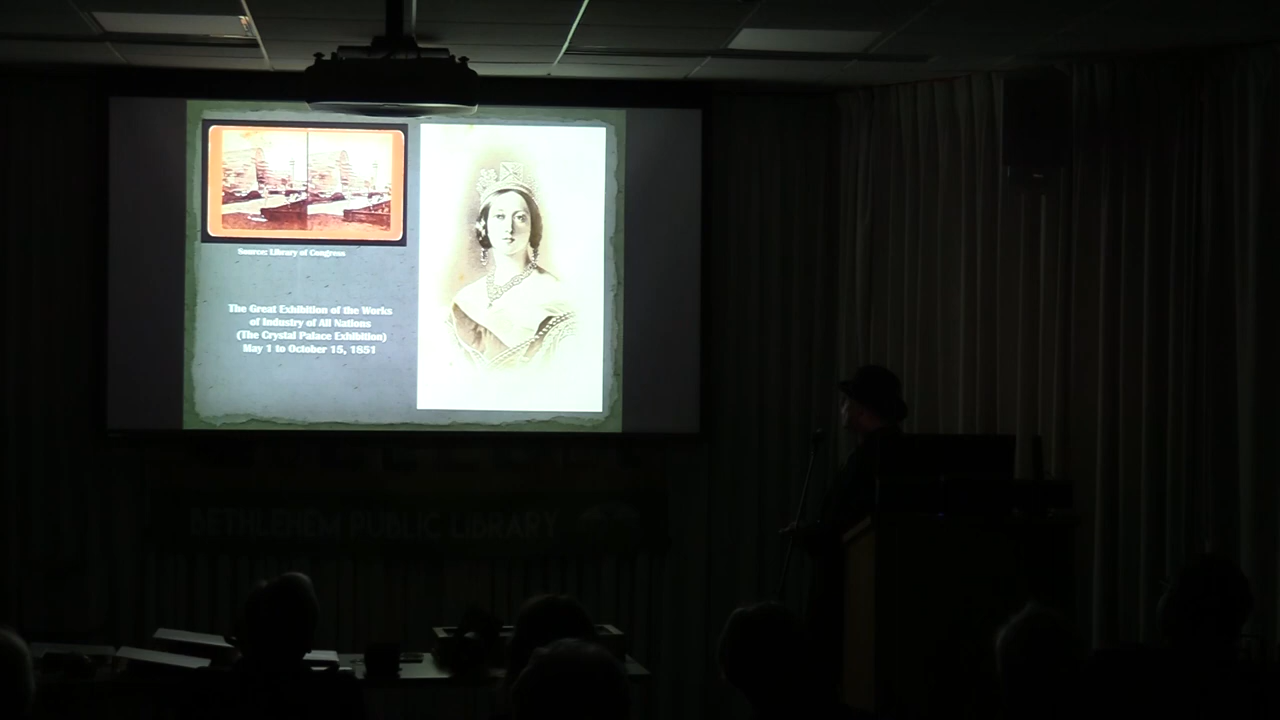 Source: Library of Congress
The Great Exhibition of the Works
of Industry of All Nations
(The Crystal Palace Exhibition)
May 1 to October 15, 1851
BETHLEHEM PUBLIC LIBRARY